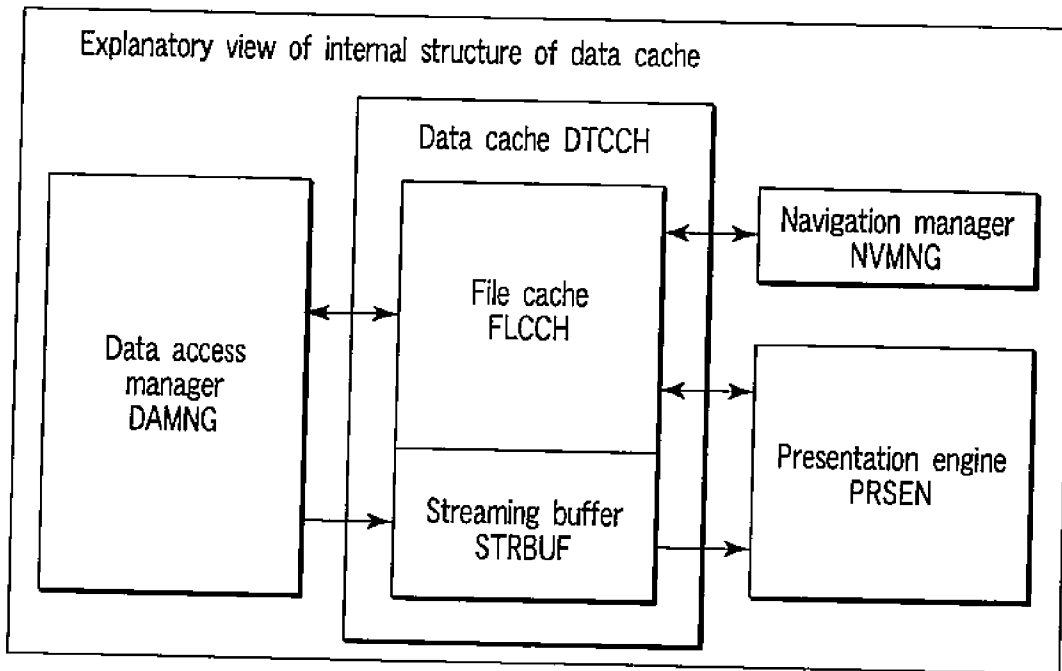 Explanatory view of internal structure of data cache
Data cache DTCCH
Data access
manager
DAMNG
File cache
FLCCH
Streaming buffer
STRBUF
Navigation manager
NVMNG
Presentation engine
PRSEN